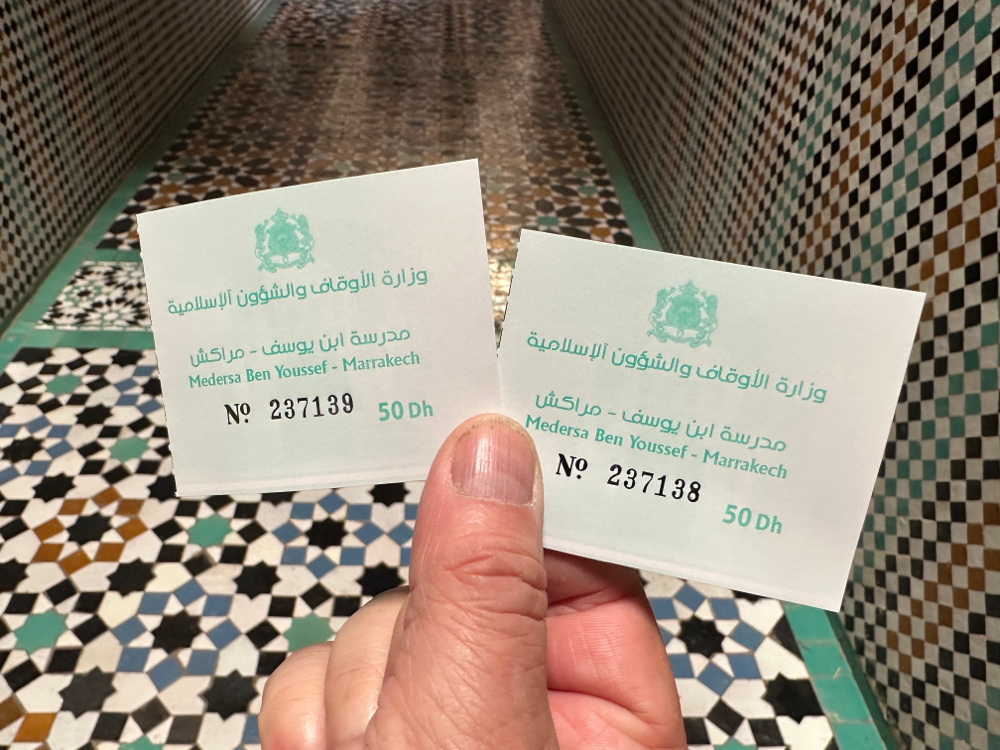 وزارة الأوقاف والشؤون الإسلامية
مدرسة ابن يوسف - مراكش
Medersa Ben Youssef - Marrakech
Nº 237139 50 Dh
وزارة الأوقاف والشؤون الإسلامية
مدرسة ابن يوسف - مراكش
Medersa Ben Youssef - Marrakech
Nº 237138
50 Dh